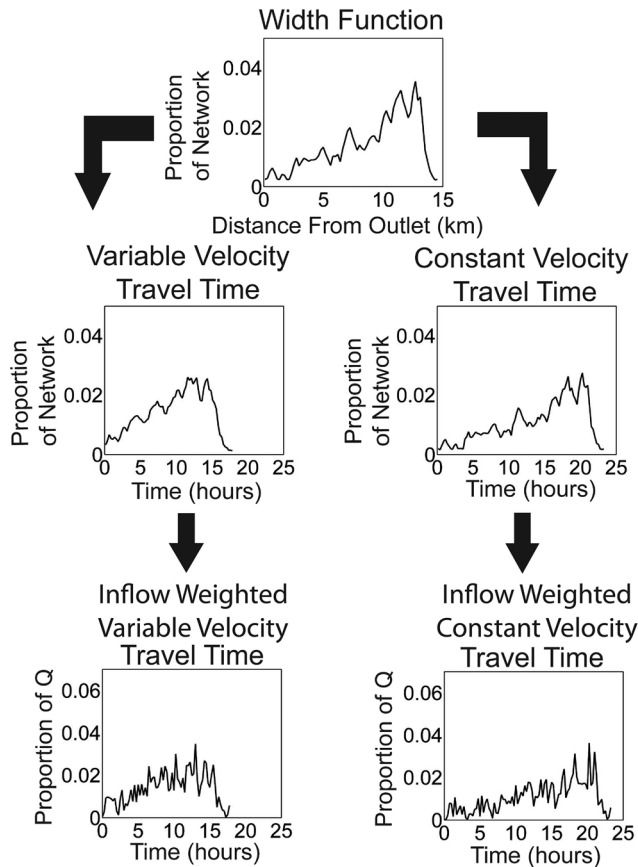 Width Function
Proportion
of Network
0.04
0.02
0
0
5
10
15
Distance From Outlet (km)
Variable Velocity
Travel Time
Proportion
of Network
0.04
0.02
0
0
5
10
15
20
25
Time (hours)
Constant Velocity
Travel Time
Proportion
of Network
0.04
0.02
0
0
5
10
15
20
25
Time (hours)
Inflow Weighted
Variable Velocity
Travel Time
Proportion of Q
0.06
0.04
0.02
0
0
5
10
15
20
25
Time (hours)
Inflow Weighted
Constant Velocity
Travel Time
Proportion of Q
0.06
0.04
0.02
0
0
5
10
15
20
25
Time (hours)